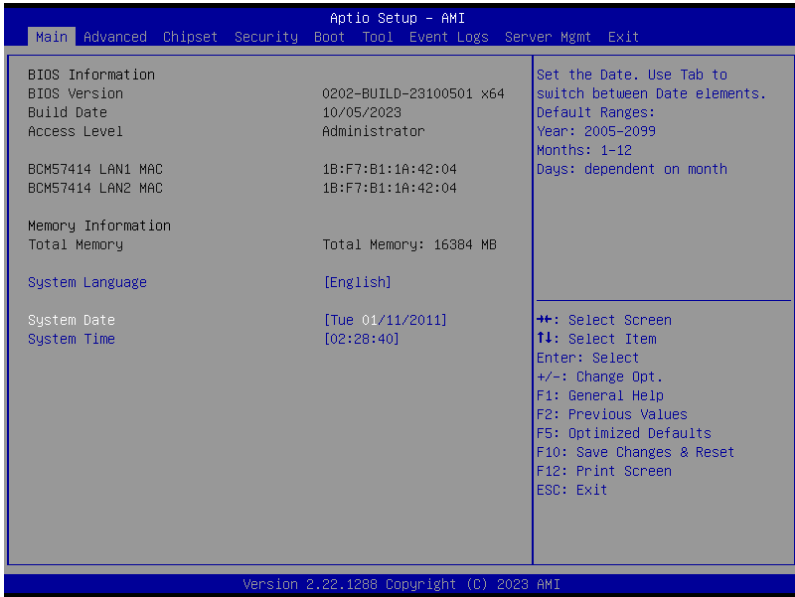 Aptio Setup - AMI
Main Advanced Chipset Security Boot Tool Event Logs Server Mgmt Exit
BIOS Information
BIOS Version 0202-BUILD-23100501 x64
Build Date 10/05/2023
Access Level Administrator
BCM57414 LAN1 MAC 1B:F7:B1:1A:42:04
BCM57414 LAN2 MAC 1B:F7:B1:1A:42:04
Memory Information
Total Memory Total Memory: 16384 MB
System Language [English]
System Date [Tue 01/11/2011]
System Time [02:28:40]
Set the Date. Use Tab to
switch between Date elements.
Default Ranges:
Year: 2005-2099
Months: 1-12
Days: dependent on month
→←: Select Screen
↑↓: Select Item
Enter: Select
+/-: Change Opt.
F1: General Help
F2: Previous Values
F5: Optimized Defaults
F10: Save Changes & Reset
F12: Print Screen
ESC: Exit
Version 2.22.1288 Copyright (C) 2023 AMI